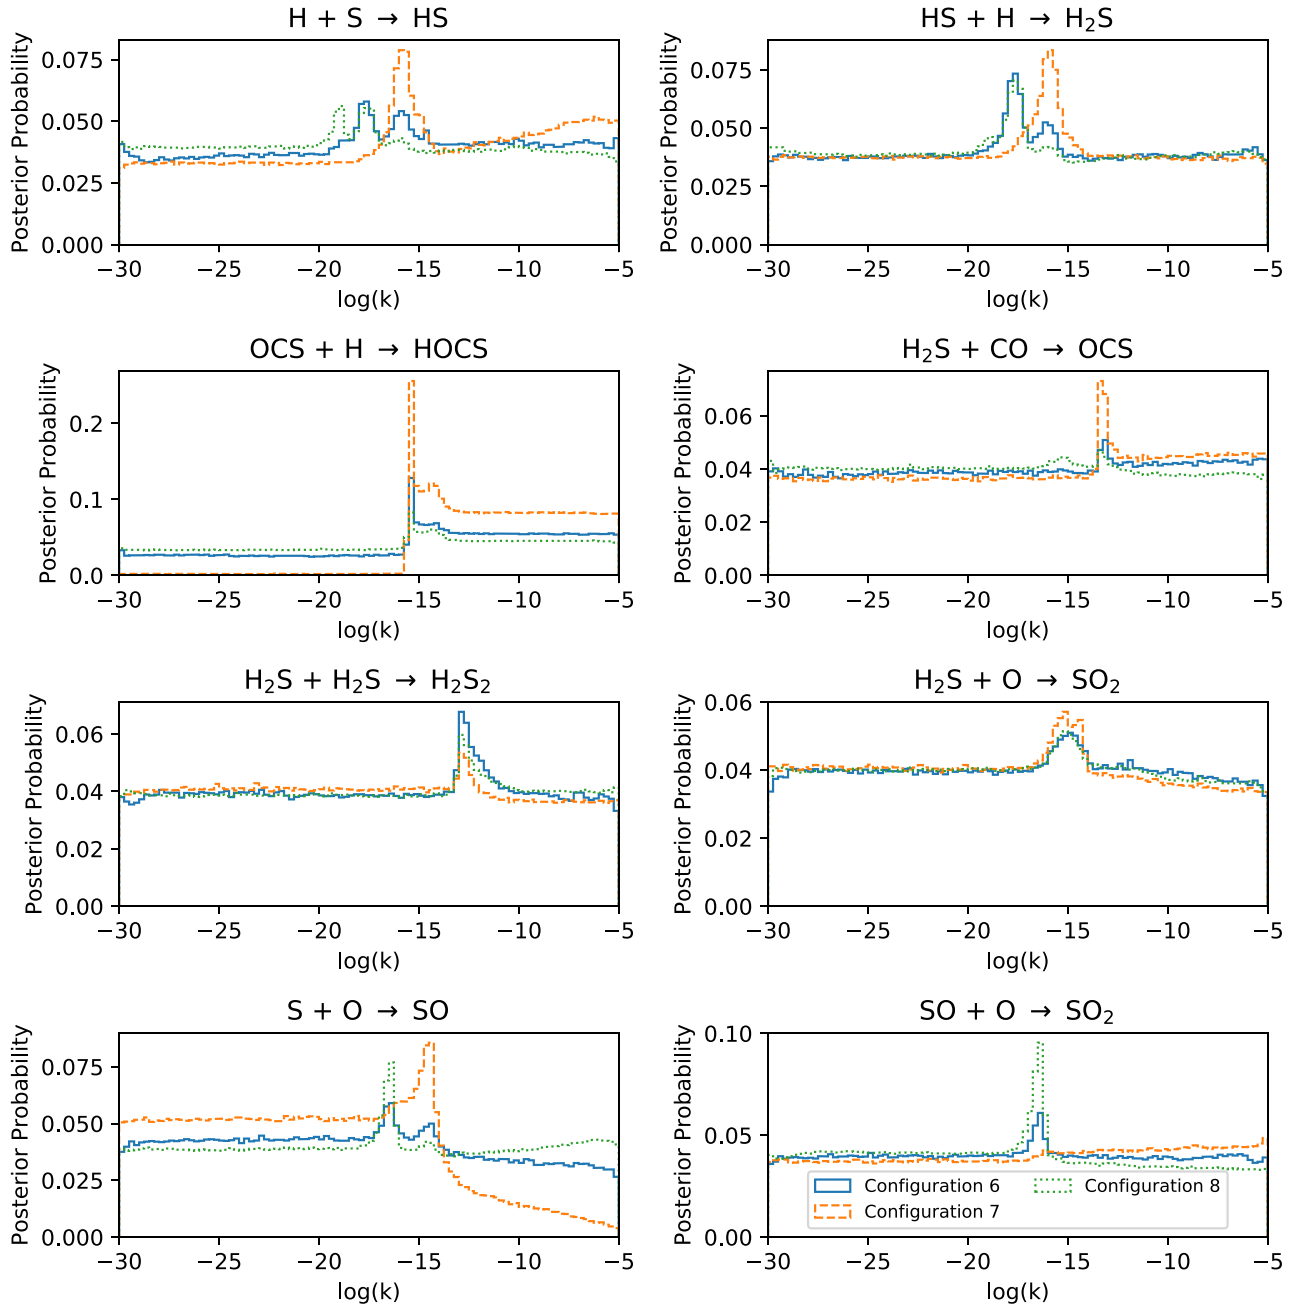 H + S → HS
Posterior Probability
0.075
0.050
0.025
0.000
−30 −25 −20 −15 −10 −5
log(k)
HS + H → H₂S
Posterior Probability
0.075
0.050
0.025
0.000
−30 −25 −20 −15 −10 −5
log(k)
OCS + H → HOCS
Posterior Probability
0.2
0.1
0.0
−30 −25 −20 −15 −10 −5
log(k)
H₂S + CO → OCS
Posterior Probability
0.06
0.04
0.02
0.00
−30 −25 −20 −15 −10 −5
log(k)
H₂S + H₂S → H₂S₂
Posterior Probability
0.06
0.04
0.02
0.00
−30 −25 −20 −15 −10 −5
log(k)
H₂S + O → SO₂
Posterior Probability
0.06
0.04
0.02
0.00
−30 −25 −20 −15 −10 −5
log(k)
S + O → SO
Posterior Probability
0.075
0.050
0.025
0.000
−30 −25 −20 −15 −10 −5
log(k)
SO + O → SO₂
Posterior Probability
0.10
0.05
0.00
Configuration 6
Configuration 7
Configuration 8
−30 −25 −20 −15 −10 −5
log(k)